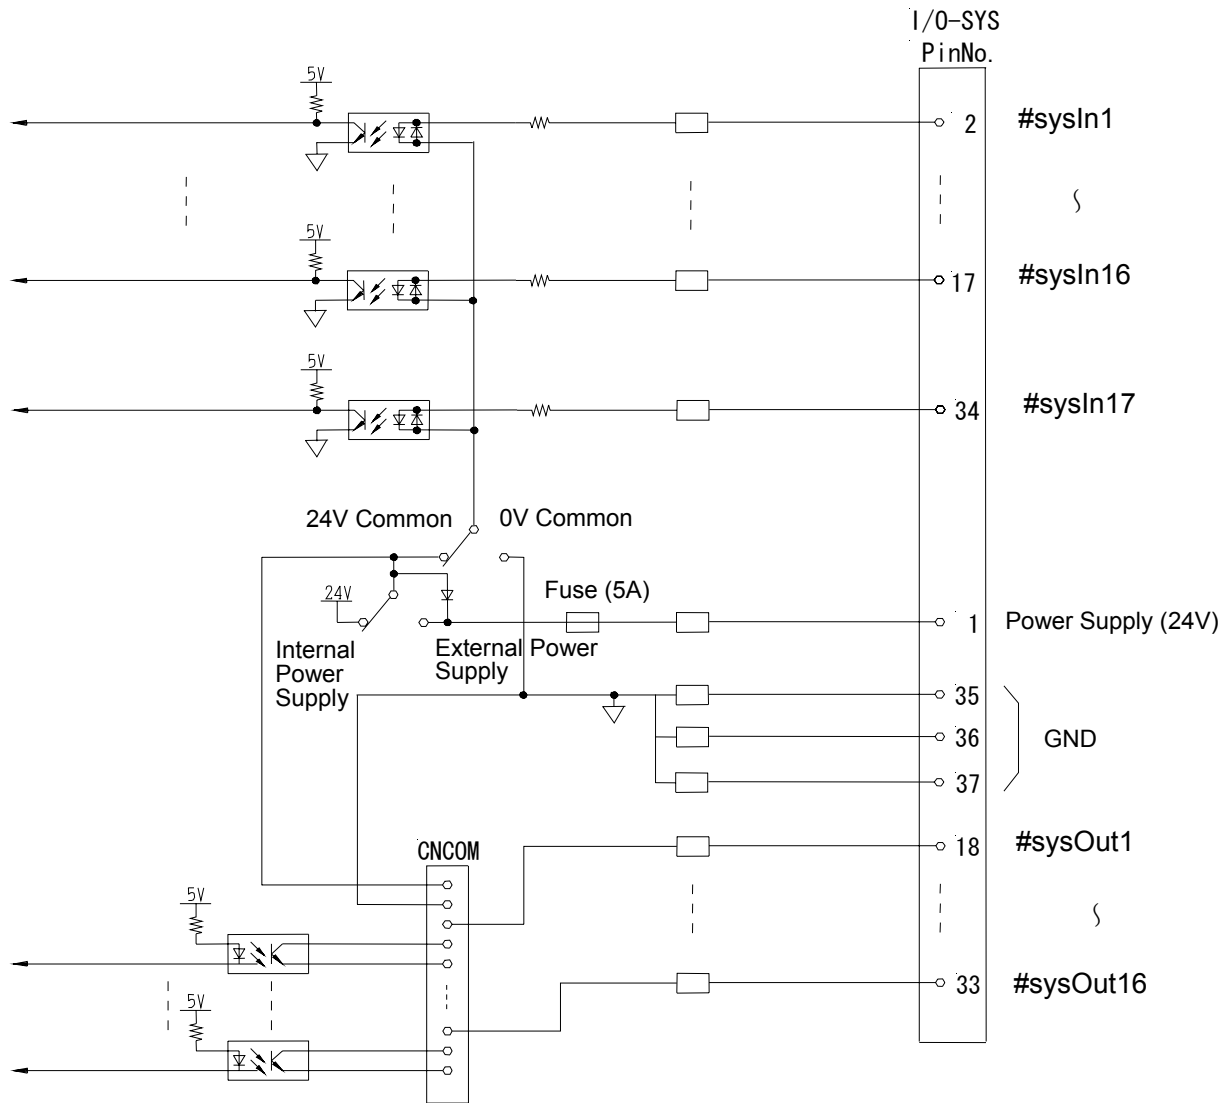 I/O-SYS
PinNo.
5V
2 #sysIn1
5V
17 #sysIn16
5V
34 #sysIn17
24V Common 0V Common
Fuse (5A)
24V
1 Power Supply (24V)
Internal
Power
Supply
External Power
Supply
35
36 GND
37
CNCOM
18 #sysOut1
5V
33 #sysOut16
5V